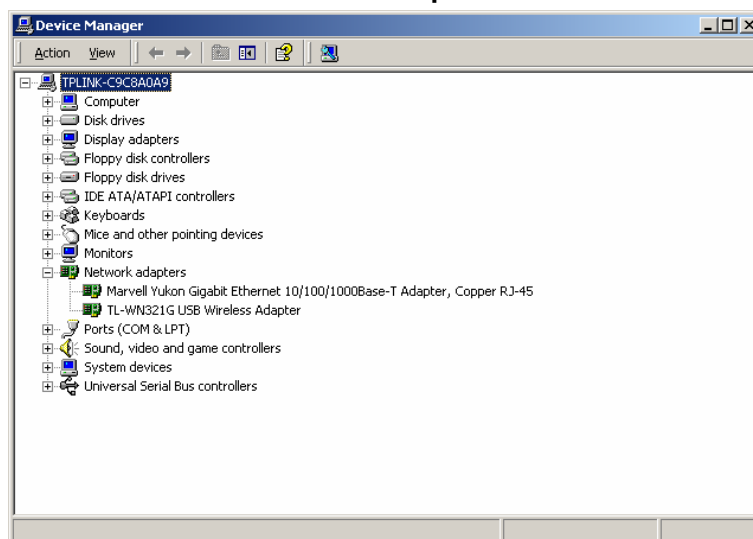 Device Manager
Action View
TPLINK-C9C8A0A9
Computer
Disk drives
Display adapters
Floppy disk controllers
Floppy disk drives
IDE ATA/ATAPI controllers
Keyboards
Mice and other pointing devices
Monitors
Network adapters
Marvell Yukon Gigabit Ethernet 10/100/1000Base-T Adapter, Copper RJ-45
TL-WN321G USB Wireless Adapter
Ports (COM & LPT)
Sound, video and game controllers
System devices
Universal Serial Bus controllers